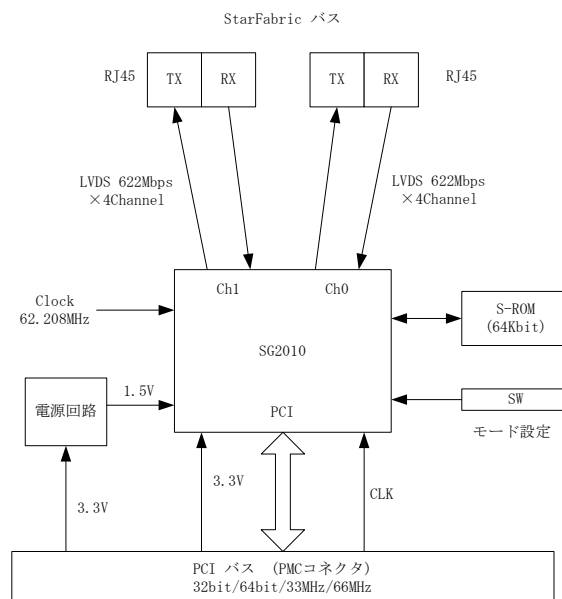 StarFabric バス
RJ45
TX
RX
TX
RX
RJ45
LVDS 622Mbps
×4Channel
LVDS 622Mbps
×4Channel
Ch1
Ch0
Clock
62.208MHz
SG2010
S-ROM
(64Kbit)
電源回路
1.5V
PCI
SW
モード設定
3.3V
3.3V
CLK
PCI バス (PMCコネクタ)
32bit/64bit/33MHz/66MHz